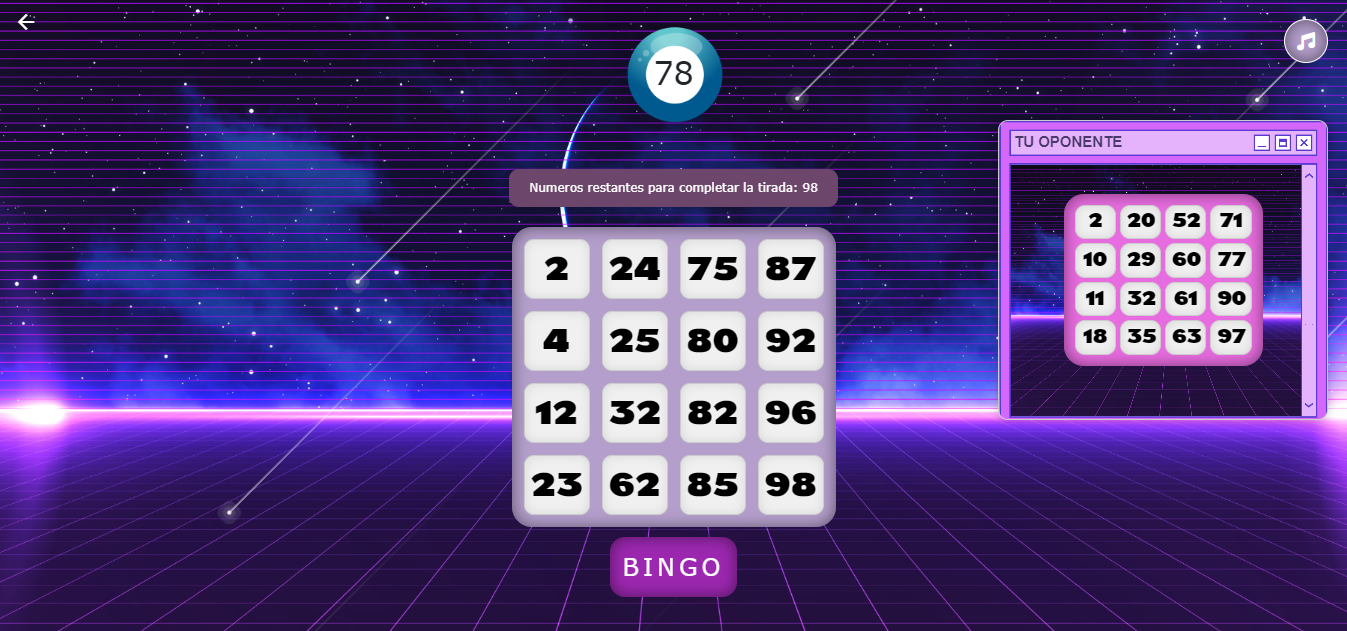 78
TU OPONENTE
Numeros restantes para completar la tirada: 98
2 24 75 87
4 25 80 92
12 32 82 96
23 62 85 98
BINGO
2 20 52 71
10 29 60 77
11 32 61 90
18 35 63 97